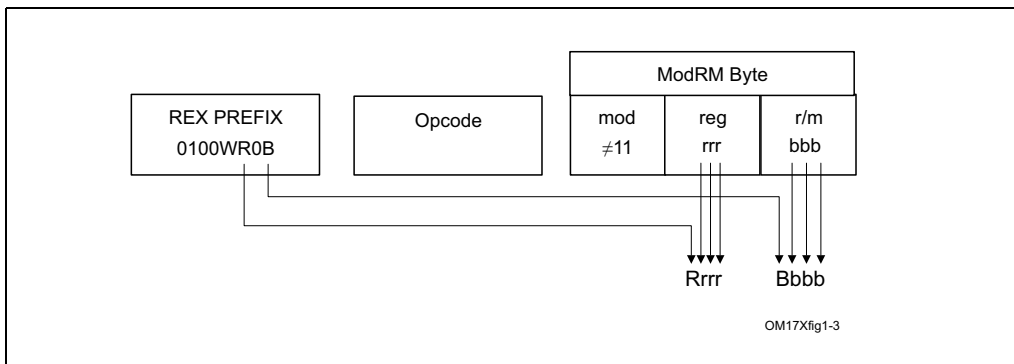 ModRM Byte
REX PREFIX
0100WR0B
Opcode
mod
≠11
reg
rrr
r/m
bbb
Rrrr
Bbbb
OM17Xfig1-3